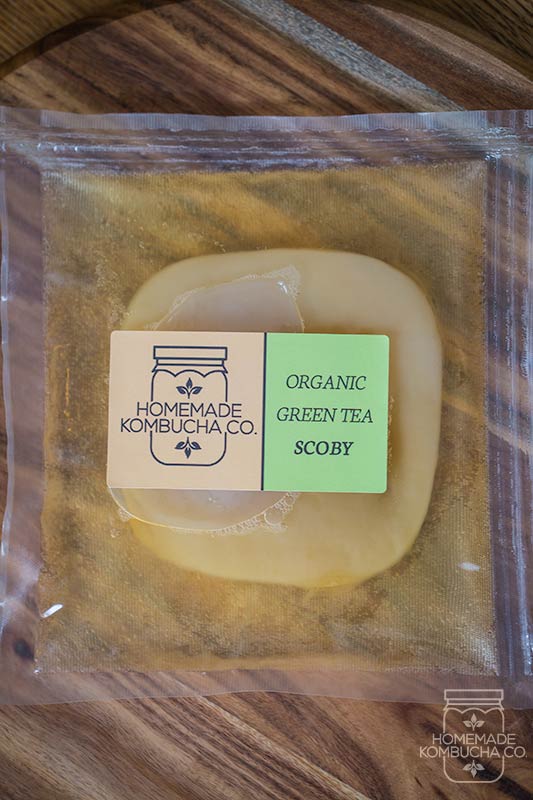 HOMEMADE
KOMBUCHA CO.
ORGANIC
GREEN TEA
SCOBY
HOMEMADE
KOMBUCHA CO.